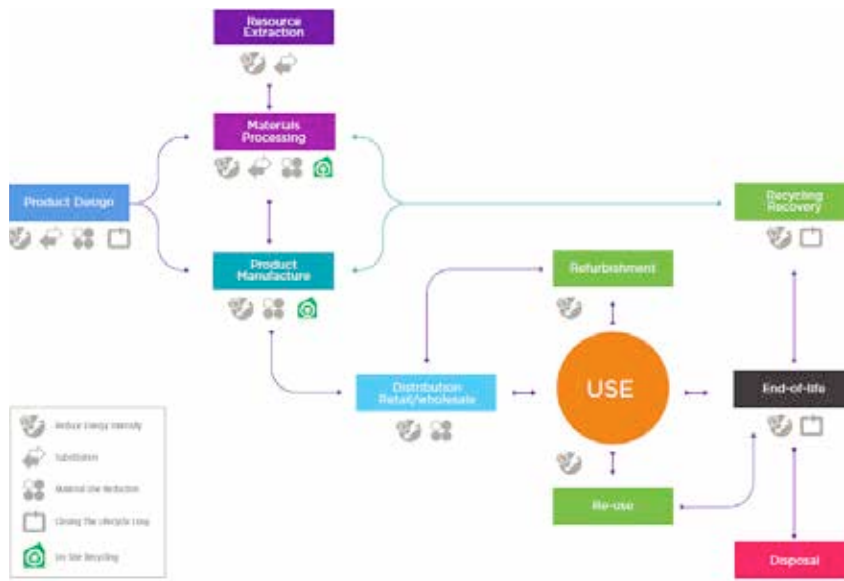 Resource
Extraction
Materials
Processing
Product Design
Recycling
Recovery
Product
Manufacture
Refurbishment
Distribution
Retail/wholesale
USE
End-of-life
Re-use
Disposal
Reduce Energy Intensity
Substitution
Material Use Reduction
Closing The Lifecycle Loop
On Site Recycling